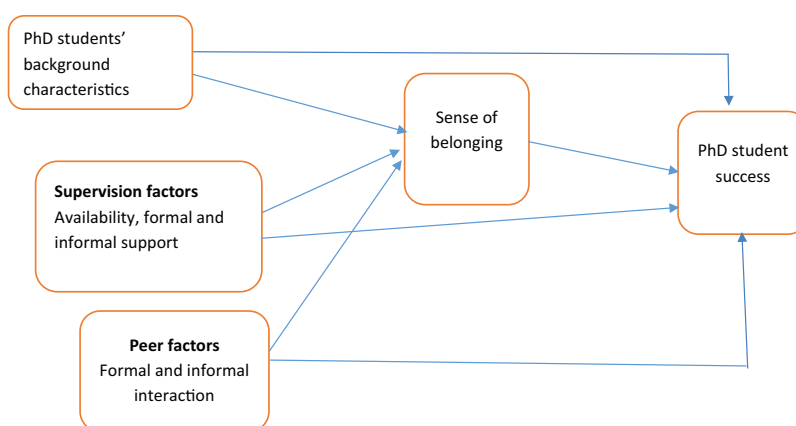 PhD students’
background
characteristics
Sense of
belonging
PhD student
success
Supervision factors
Availability, formal and
informal support
Peer factors
Formal and informal
interaction